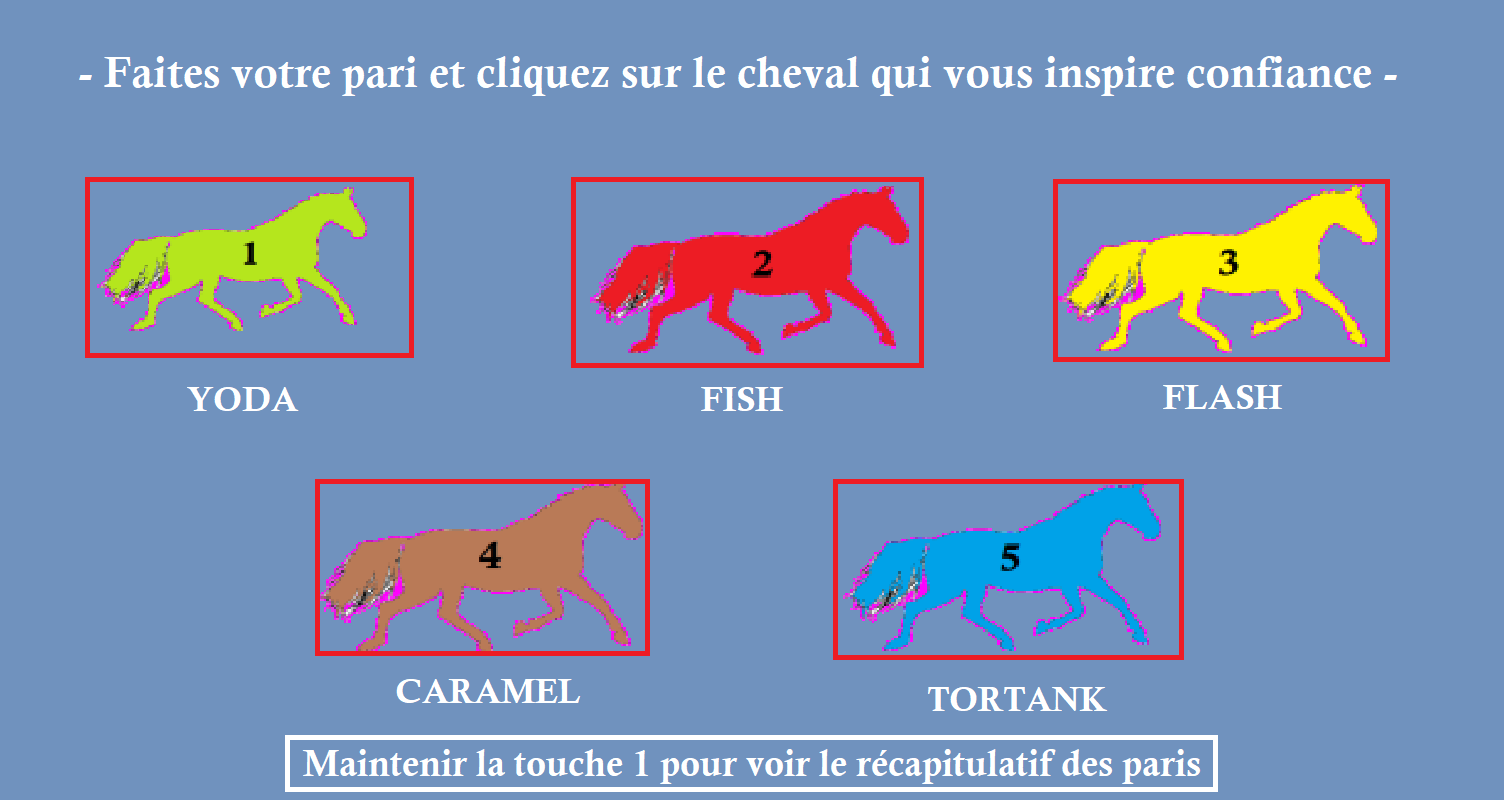 - Faites votre pari et cliquez sur le cheval qui vous inspire confiance -
1
2
3
YODA
FISH
FLASH
4
5
CARAMEL
TORTANK
Maintenir la touche 1 pour voir le récapitulatif des paris